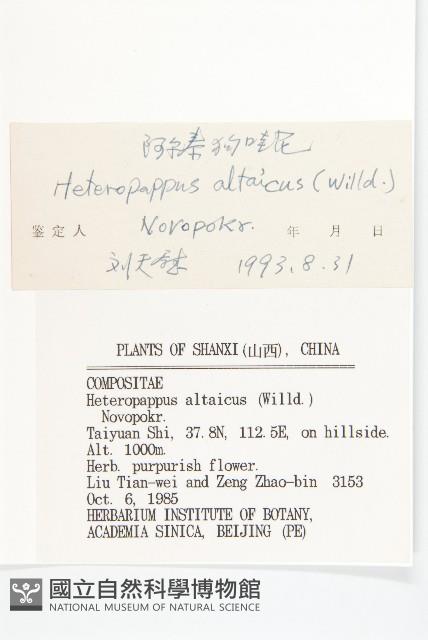 阿尔泰狗哇花
Heteropappus altaicus (Willd.)
鉴定人 Novopokr. 年 月 日
刘天 1993.8.31
PLANTS OF SHANXI(山西), CHINA
COMPOSITAE
Heteropappus altaicus (Willd.)
Novopokr.
Taiyuan Shi, 37.8N, 112.5E, on hillside.
Alt. 1000m.
Herb. purpurish flower.
Liu Tian-wei and Zeng Zhao-bin 3153
Oct. 6, 1985
HERBARIUM INSTITUTE OF BOTANY,
ACADEMIA SINICA, BEIJING (PE)
國立自然科學博物館
NATIONAL MUSEUM OF NATURAL SCIENCE